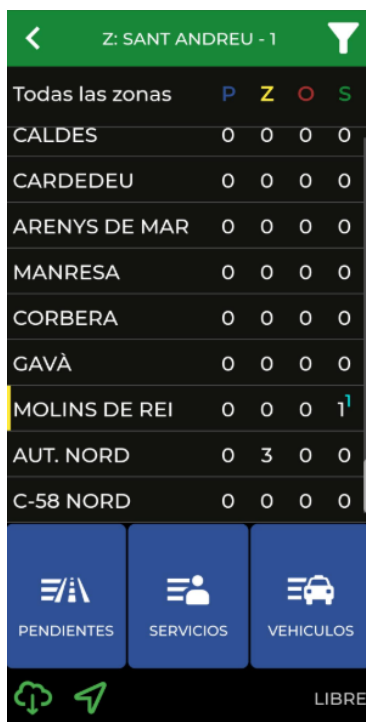 Z: SANT ANDREU - 1
Todas las zonas P Z O S
CALDES 0 0 0 0
CARDEDEU 0 0 0 0
ARENYS DE MAR 0 0 0 0
MANRESA 0 0 0 0
CORBERA 0 0 0 0
GAVÀ 0 0 0 0
MOLINS DE REI 0 0 0 1¹
AUT. NORD 0 3 0 0
C-58 NORD 0 0 0 0
PENDIENTES SERVICIOS VEHICULOS
LIBRE